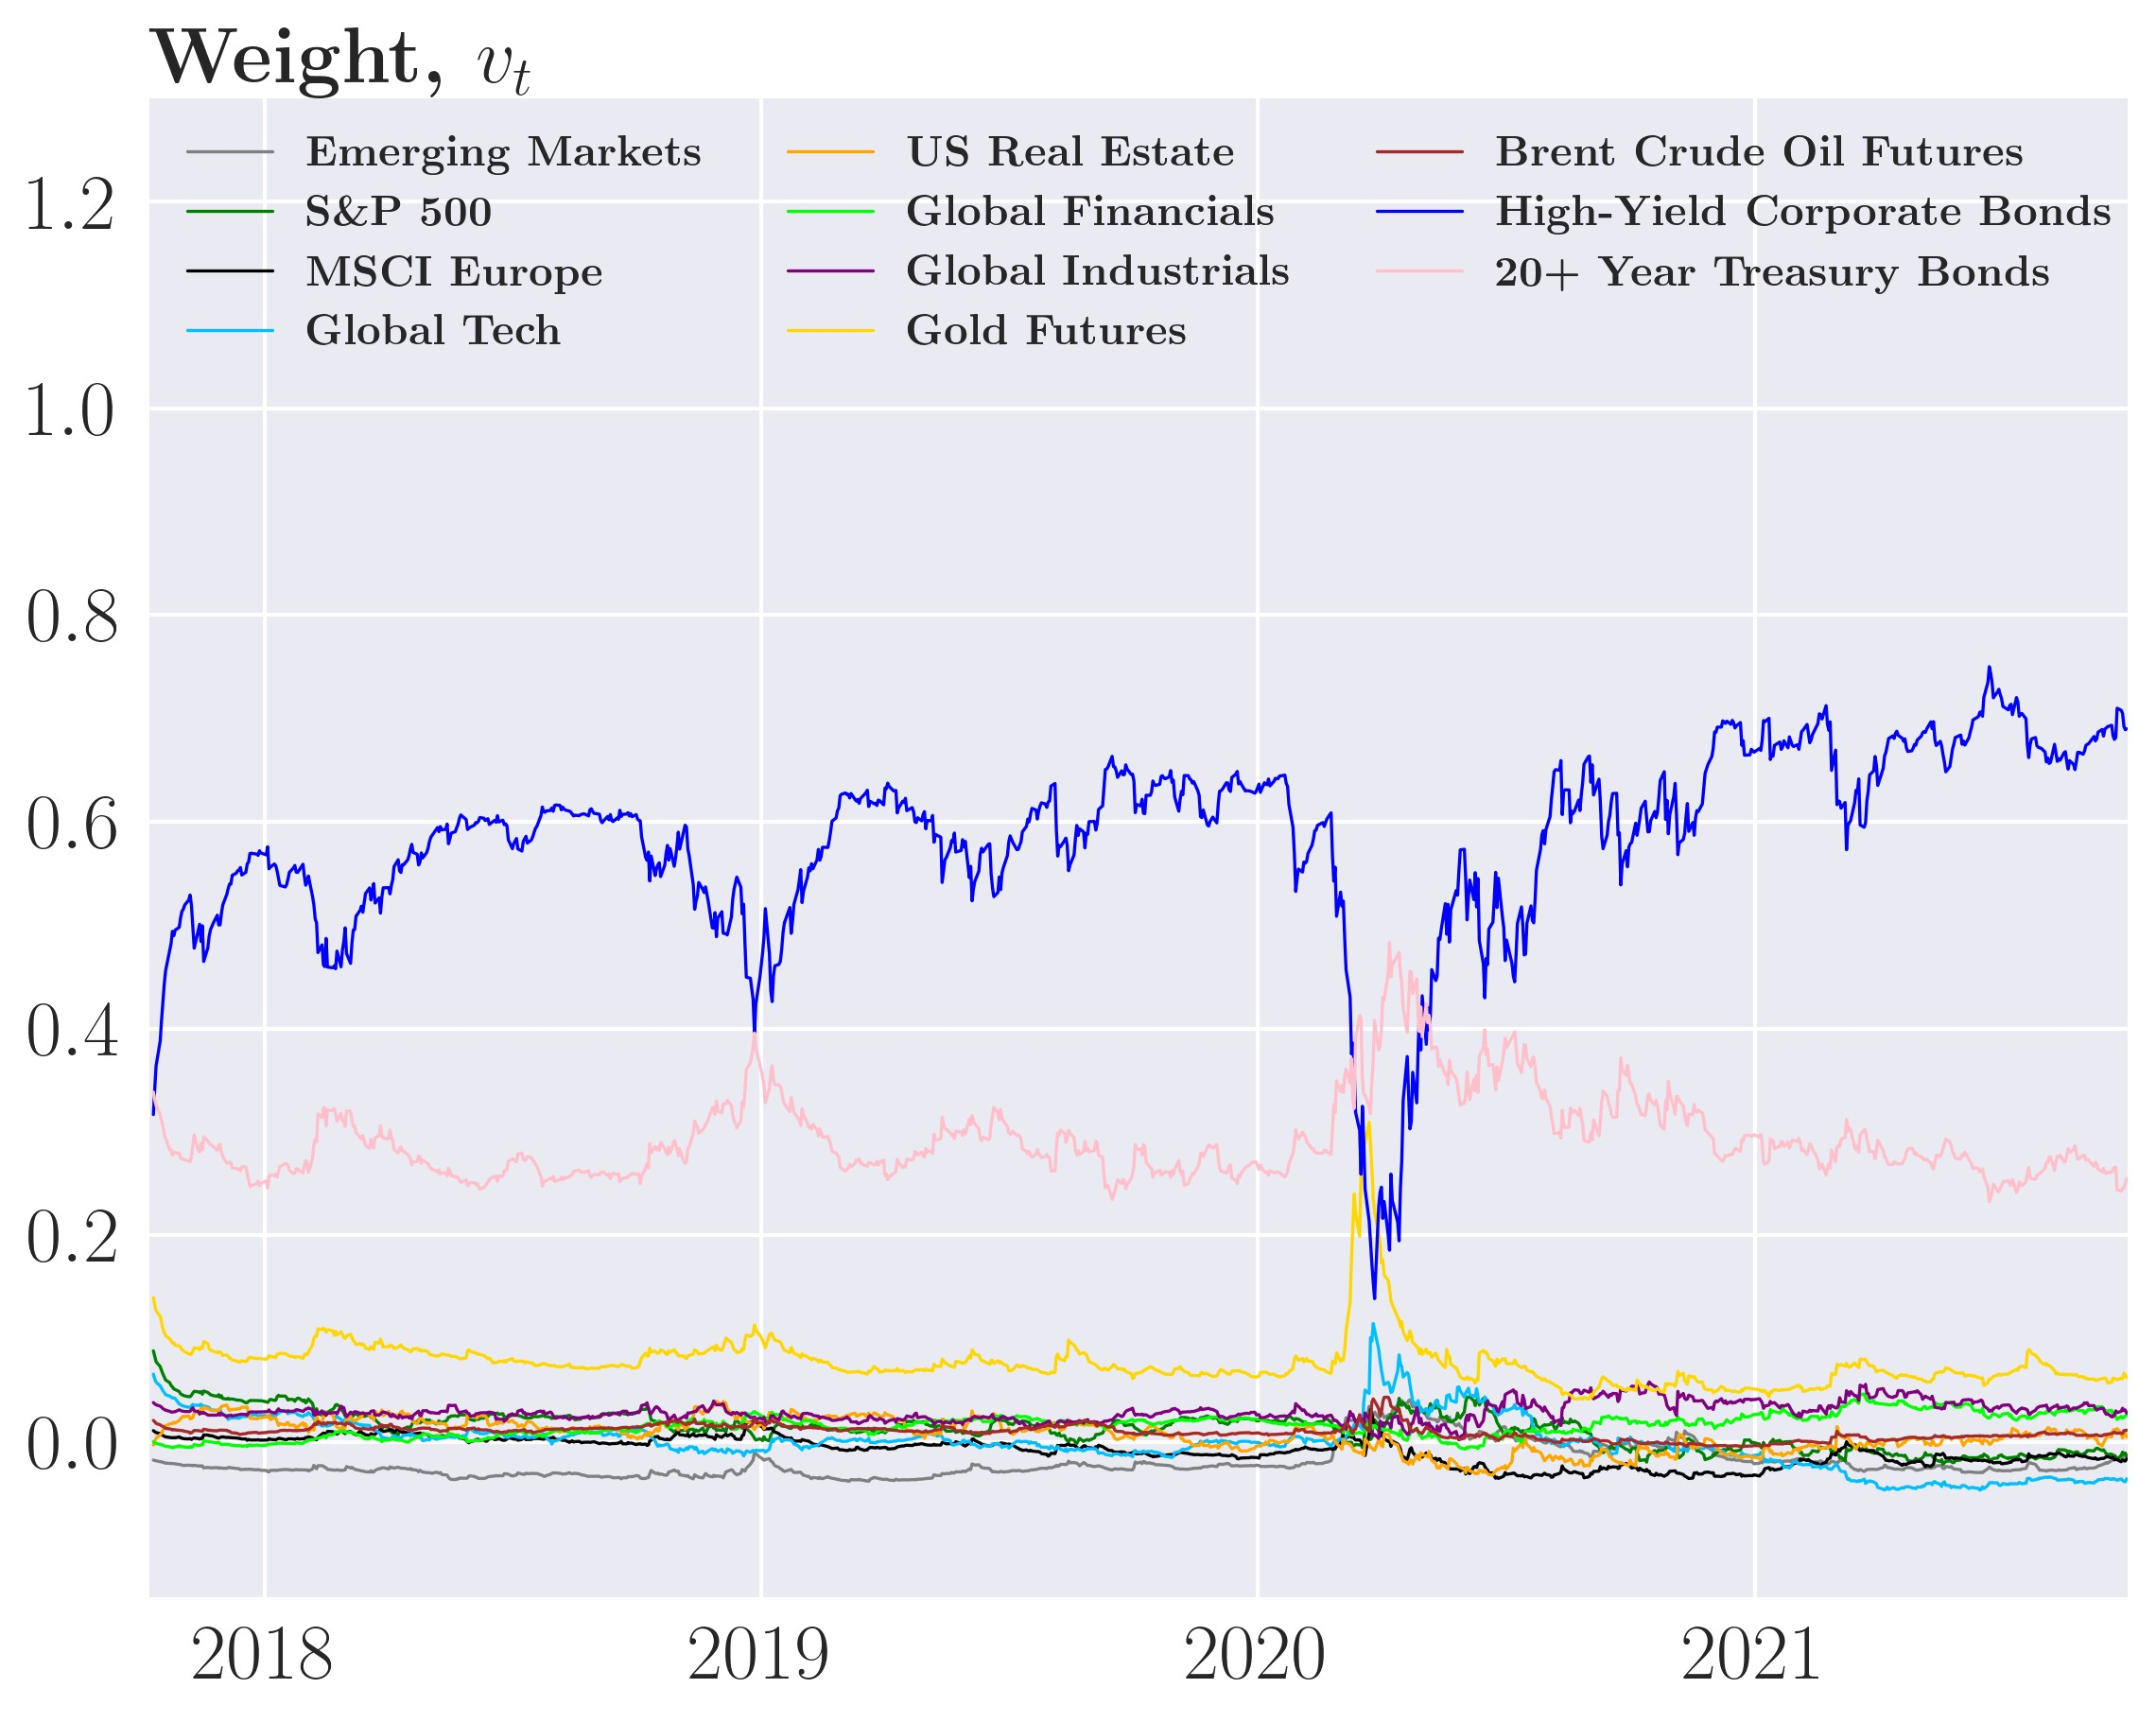 Weight, v_t
Emerging Markets
S&P 500
MSCI Europe
Global Tech
US Real Estate
Global Financials
Global Industrials
Gold Futures
Brent Crude Oil Futures
High-Yield Corporate Bonds
20+ Year Treasury Bonds
1.2
1.0
0.8
0.6
0.4
0.2
0.0
2018 2019 2020 2021